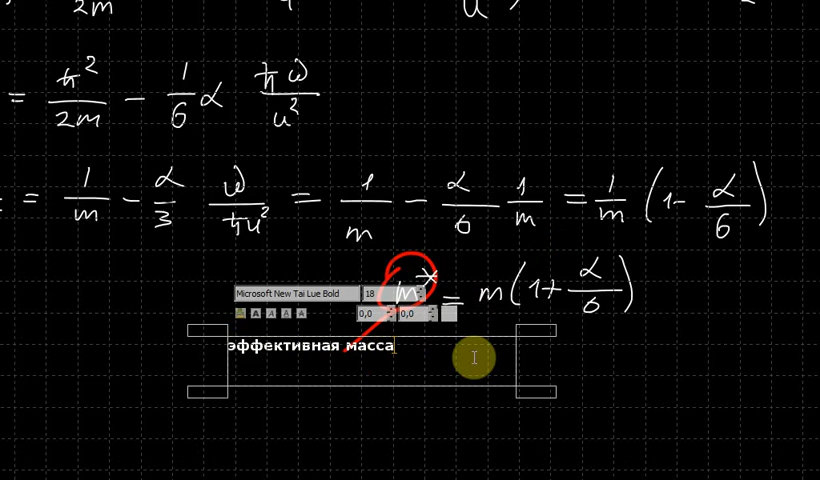 2m
= ħ² / 2m − 1/6 α ħω / u²
= 1/m − α/3 ω / ħu² = 1/m − α/6 1/m = 1/m (1 − α/6)
m* = m(1 + α/6)
Microsoft New Tai Lue Bold 18
0,0 0,0
эффективная масса